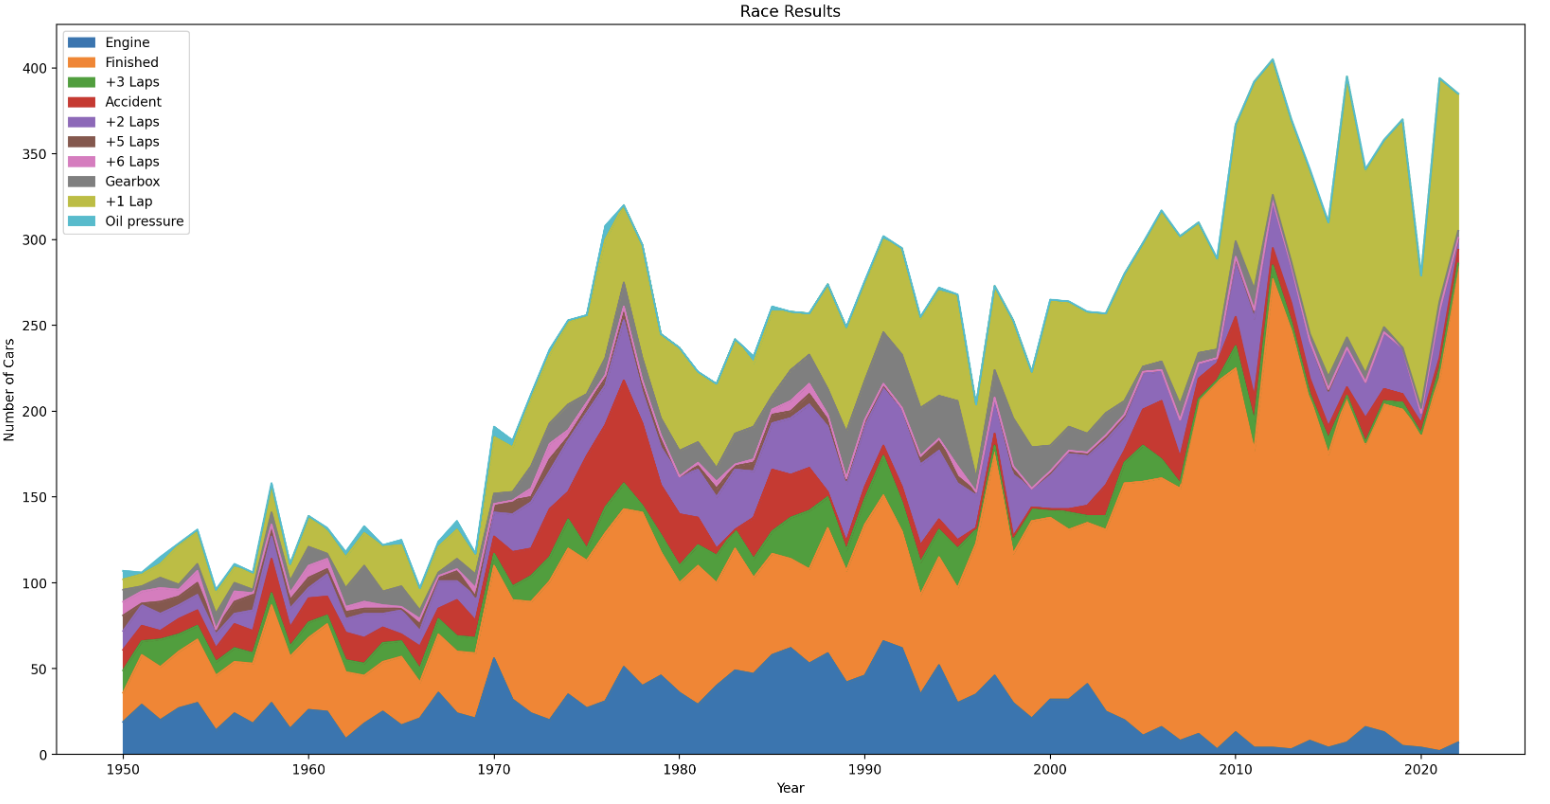 Race Results
Engine
Finished
+3 Laps
Accident
+2 Laps
+5 Laps
+6 Laps
Gearbox
+1 Lap
Oil pressure
Number of Cars
400
350
300
250
200
150
100
50
0
1950 1960 1970 1980 1990 2000 2010 2020
Year